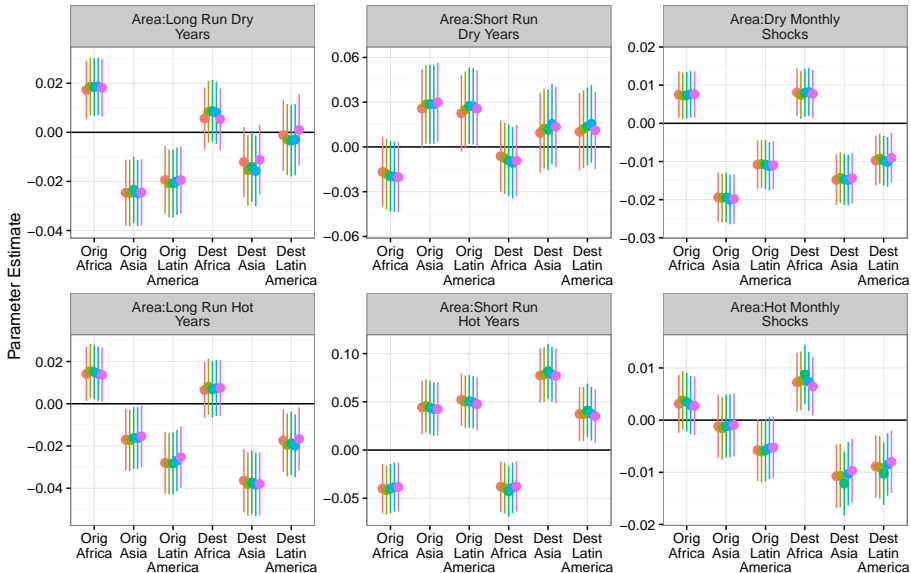 Parameter Estimate
Area:Long Run Dry
Years
0.02
0.00
−0.02
−0.04
Orig
Africa
Orig
Asia
Orig
Latin
America
Dest
Africa
Dest
Asia
Dest
Latin
America
Area:Short Run
Dry Years
0.06
0.03
0.00
−0.03
−0.06
Orig
Africa
Orig
Asia
Orig
Latin
America
Dest
Africa
Dest
Asia
Dest
Latin
America
Area:Dry Monthly
Shocks
0.02
0.01
0.00
−0.01
−0.02
−0.03
Orig
Africa
Orig
Asia
Orig
Latin
America
Dest
Africa
Dest
Asia
Dest
Latin
America
Area:Long Run Hot
Years
0.02
0.00
−0.02
−0.04
Orig
Africa
Orig
Asia
Orig
Latin
America
Dest
Africa
Dest
Asia
Dest
Latin
America
Area:Short Run
Hot Years
0.10
0.05
0.00
−0.05
Orig
Africa
Orig
Asia
Orig
Latin
America
Dest
Africa
Dest
Asia
Dest
Latin
America
Area:Hot Monthly
Shocks
0.01
0.00
−0.01
−0.02
Orig
Africa
Orig
Asia
Orig
Latin
America
Dest
Africa
Dest
Asia
Dest
Latin
America